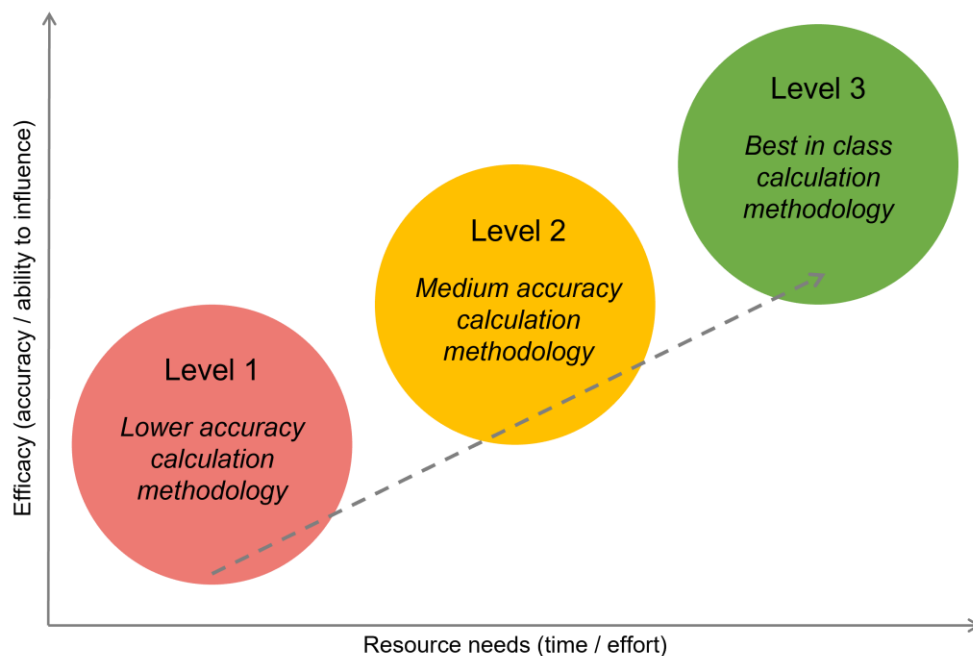 Efficacy (accuracy / ability to influence)
Level 3
Best in class
calculation
methodology
Level 2
Medium accuracy
calculation
methodology
Level 1
Lower accuracy
calculation
methodology
Resource needs (time / effort)